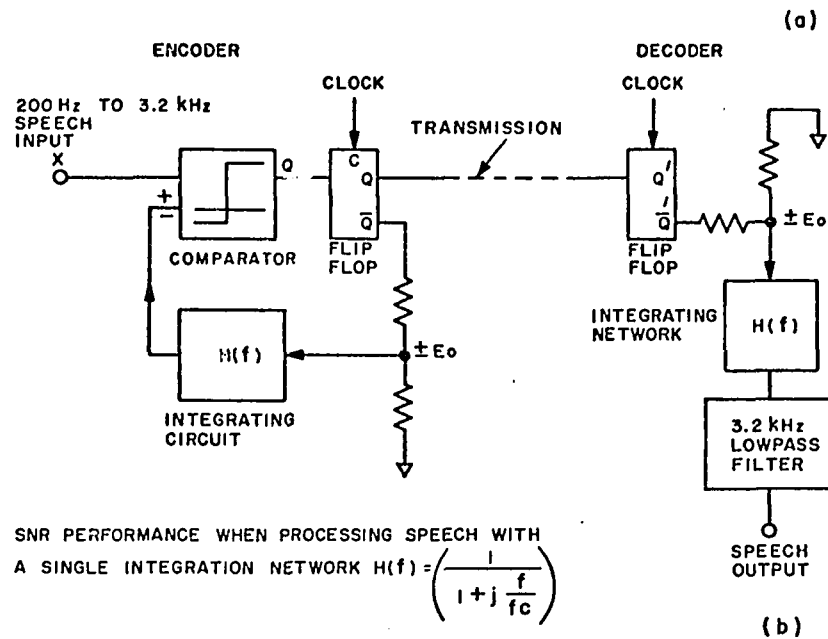 (a)
ENCODER
DECODER
CLOCK
CLOCK
200 Hz TO 3.2 kHz
SPEECH
INPUT
X
TRANSMISSION
+
−
Q
C
Q
Q̅
Q'
Q̅'
COMPARATOR
FLIP
FLOP
FLIP
FLOP
± Eo
± Eo
INTEGRATING
NETWORK
H(f)
H(f)
INTEGRATING
CIRCUIT
3.2 kHz
LOWPASS
FILTER
SPEECH
OUTPUT
SNR PERFORMANCE WHEN PROCESSING SPEECH WITH
A SINGLE INTEGRATION NETWORK H(f) = (1 / (1 + j f/fc))
(b)